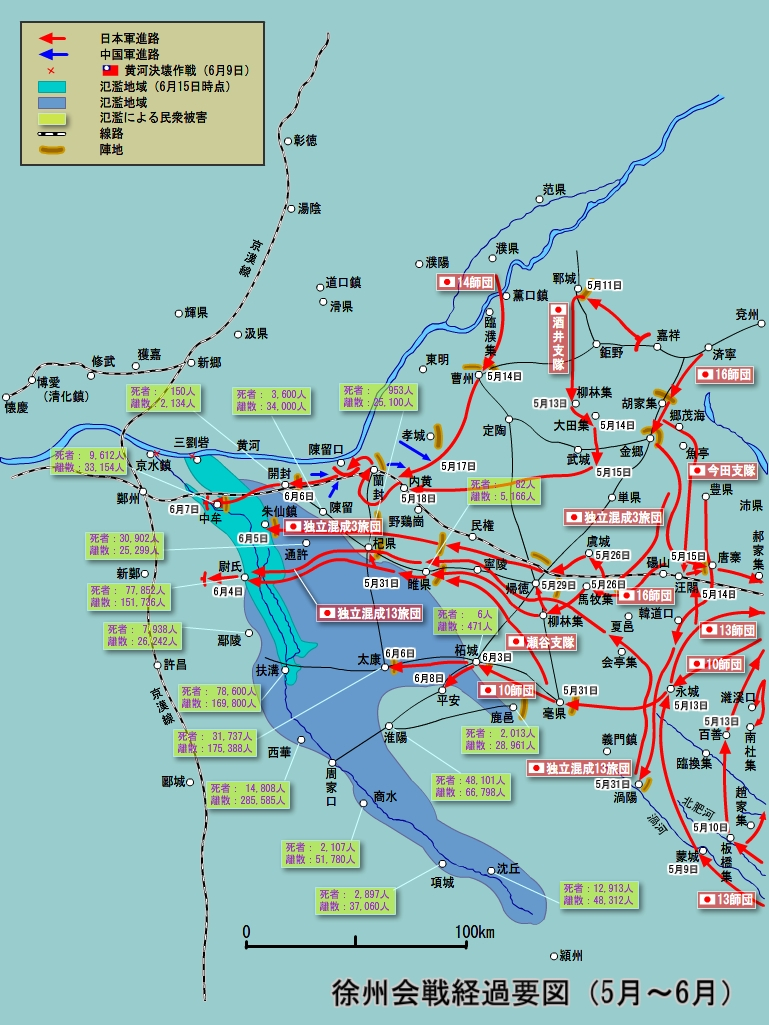 日本軍進路
中国軍進路
黄河決壊作戦（6月9日）
氾濫地域（6月15日時点）
氾濫地域
氾濫による民衆被害
線路
陣地
彰徳
湯陰
京漢線
范県
濮県
濮陽
14師団
董口鎮
鄆城
5月11日
道口鎮
滑県
輝県
汲県
臨濮集
酒井支隊
嘉祥
兗州
鉅野
済寧
獲嘉
新郷
修武
博愛
（清化鎮）
懐慶
東明
曹州
5月14日
16師団
死者： 150人
離散：2,134人
死者： 3,600人
離散：34,000人
死者： 953人
離散：25,100人
柳林集
5月13日
胡家集
郷茂海
大田集
5月14日
定陶
孝城
金郷
魚亭
武城
5月15日
今田支隊
三劉砦
黄河
陳留口
死者： 9,612人
離散：33,154人
京水鎮
5月17日
開封
蘭封
内黄
死者： 82人
離散：5,166人
鄭州
6月6日
5月18日
単県
豊県
沛県
6月7日
中牟
朱仙鎮
陳留
野鶏崗
独立混成3旅団
独立混成3旅団
民権
6月5日
死者：30,902人
離散：25,299人
通許
杞県
虞城
5月26日
郝家集
5月15日
唐寨
新鄭
尉氏
6月4日
5月31日
睢県
寧陵
帰徳
5月29日
碭山
汪閣
5月26日
馬牧集
16師団
5月14日
死者： 77,852人
離散：151,736人
独立混成13旅団
死者： 6人
離散：471人
柳林集
夏邑
韓道口
13師団
死者： 7,938人
離散：26,242人
鄢陵
瀬谷支隊
会亭集
許昌
扶溝
太康
6月6日
柘城
6月3日
10師団
6月8日
平安
10師団
5月31日
永城
5月13日
濉溪口
京漢線
死者： 78,600人
離散：169,800人
鹿邑
亳県
5月13日
百善
南杜集
死者： 31,737人
離散：175,388人
西華
淮陽
死者： 2,013人
離散：28,961人
義門鎮
臨換集
独立混成13旅団
郾城
周家口
死者： 14,808人
離散：285,585人
死者：48,101人
離散：66,798人
5月31日
渦陽
趙家集
商水
北肥河
渦河
5月10日
板橋集
蒙城
5月9日
死者： 2,107人
離散：51,780人
項城
沈丘
死者： 2,897人
離散：37,060人
死者：12,913人
離散：48,312人
13師団
0
100km
潁州
徐州会戦経過要図（5月～6月）